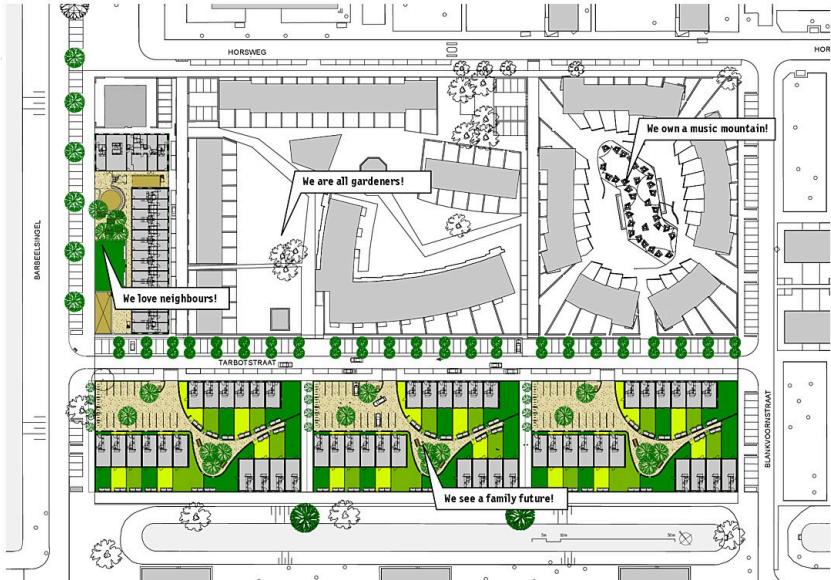 HORSWEG
HOR
We own a music mountain!
We are all gardeners!
BARBEELSINGEL
We love neighbours!
TARBOTSTRAAT
BLANKVOORNSTRAAT
We see a family future!